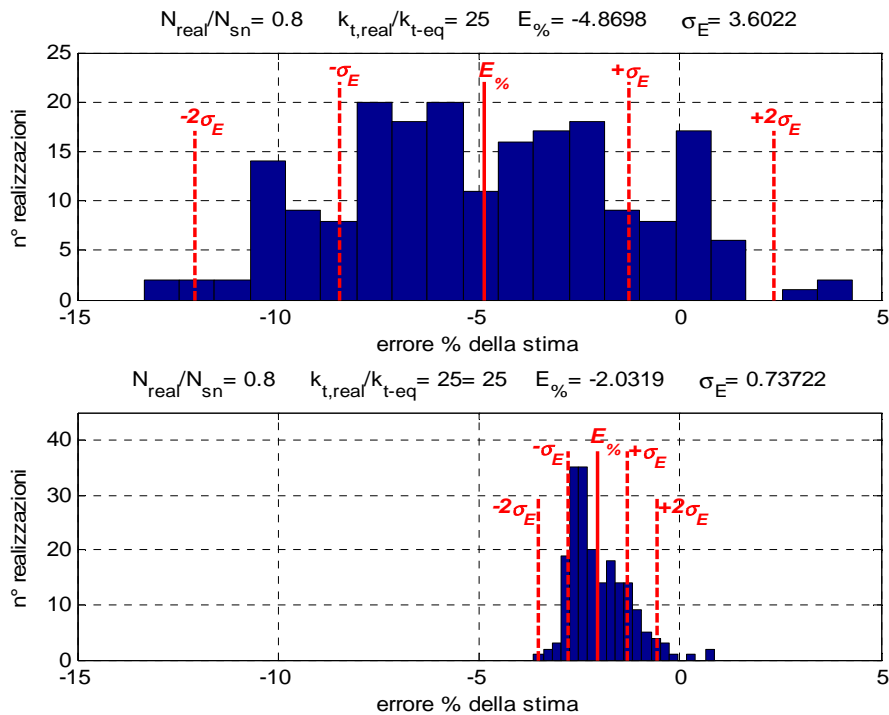 N_real/N_sn= 0.8 k_t,real/k_t-eq= 25 E_%= -4.8698 σ_E= 3.6022
25
20
15
10
5
0
n° realizzazioni
-2σ_E
-σ_E
E_%
+σ_E
+2σ_E
-15
-10
-5
0
5
errore % della stima
N_real/N_sn= 0.8 k_t,real/k_t-eq= 25= 25 E_%= -2.0319 σ_E= 0.73722
40
30
20
10
0
n° realizzazioni
-2σ_E
-σ_E
E_%
+σ_E
+2σ_E
-15
-10
-5
0
5
errore % della stima